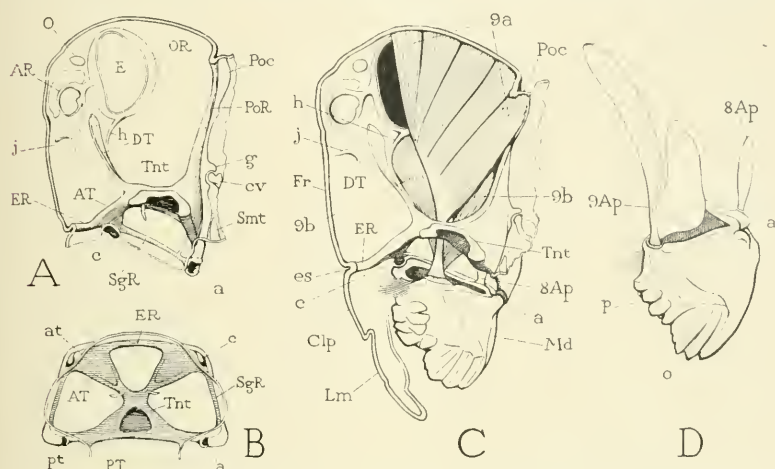 O
OR
AR
E
Poc
PoR
j
h
DT
Tnt
g
cv
ER
AT
Smt
A
c
SgR
a
ER
at
c
SgR
AT
Tnt
B
pt
PT
a
9a
Poc
h
j
Fr
DT
9b
9b
ER
Tnt
es
c
8Ap
a
Clp
Md
Lm
C
8Ap
9Ap
a
p
o
D